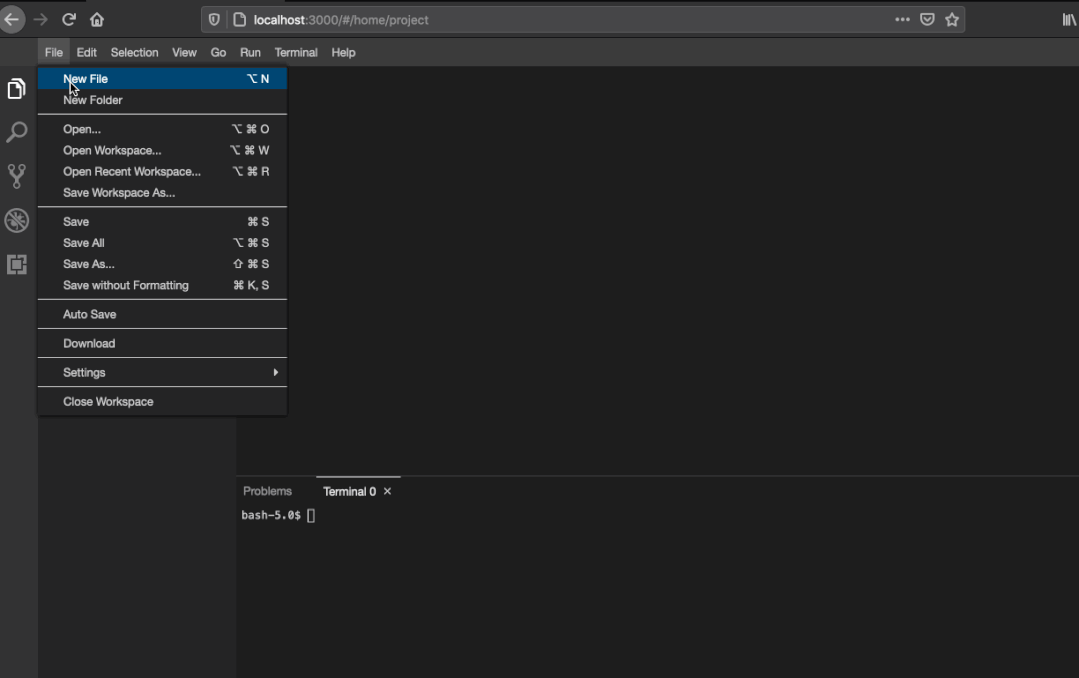 localhost:3000/#/home/project
File Edit Selection View Go Run Terminal Help
New File ⌥ N
New Folder
Open... ⌥ ⌘ O
Open Workspace... ⌥ ⌘ W
Open Recent Workspace... ⌥ ⌘ R
Save Workspace As...
Save ⌘ S
Save All ⌥ ⌘ S
Save As... ⇧ ⌘ S
Save without Formatting ⌘ K, S
Auto Save
Download
Settings
Close Workspace
Problems Terminal 0
bash-5.0$